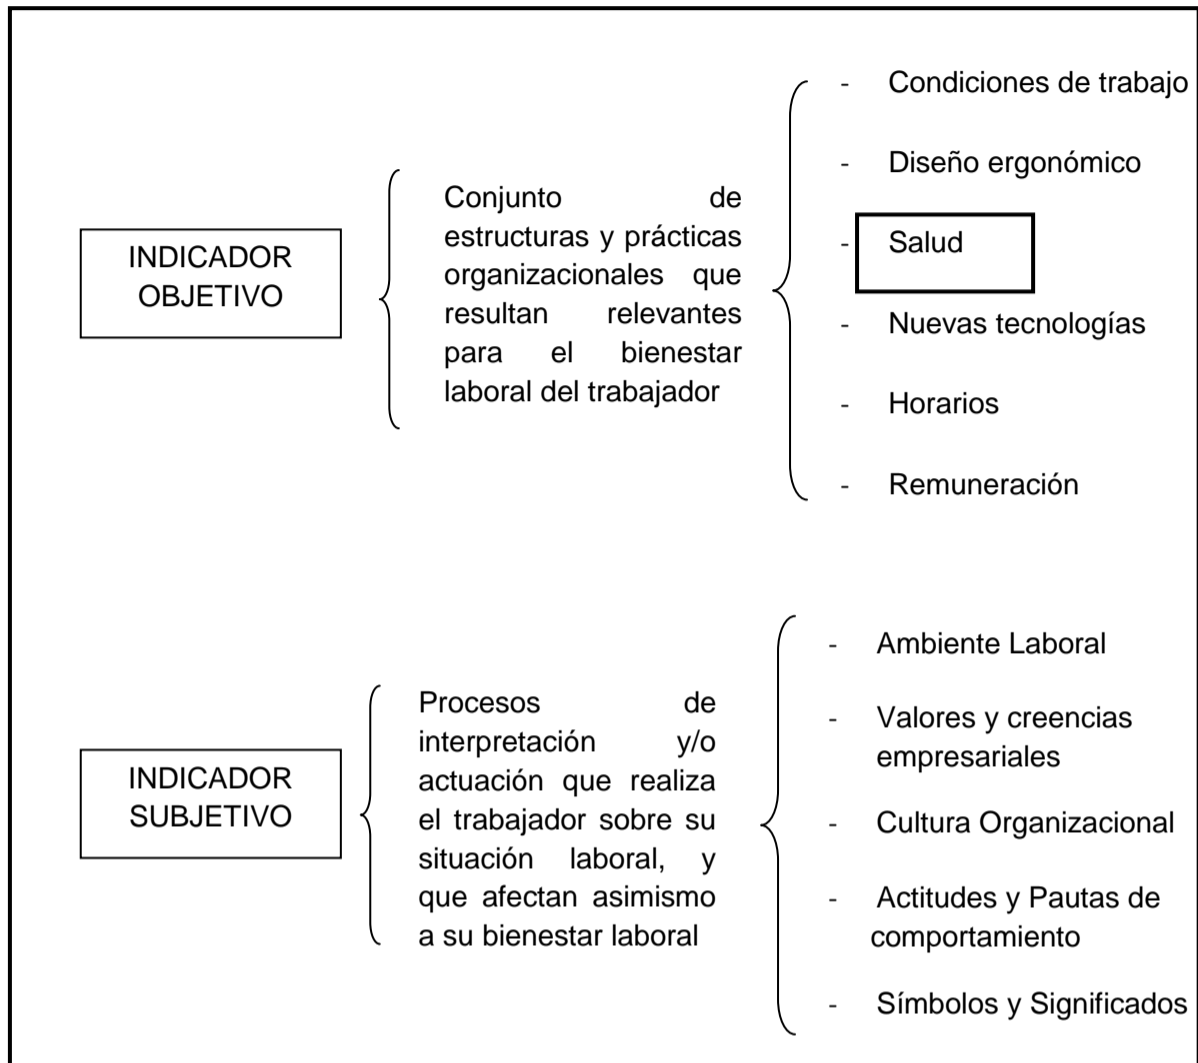 INDICADOR
OBJETIVO
Conjunto de
estructuras y prácticas
organizacionales que
resultan relevantes
para el bienestar
laboral del trabajador
- Condiciones de trabajo
- Diseño ergonómico
- Salud
- Nuevas tecnologías
- Horarios
- Remuneración
INDICADOR
SUBJETIVO
Procesos de
interpretación y/o
actuación que realiza
el trabajador sobre su
situación laboral, y
que afectan asimismo
a su bienestar laboral
- Ambiente Laboral
- Valores y creencias
empresariales
- Cultura Organizacional
- Actitudes y Pautas de
comportamiento
- Símbolos y Significados